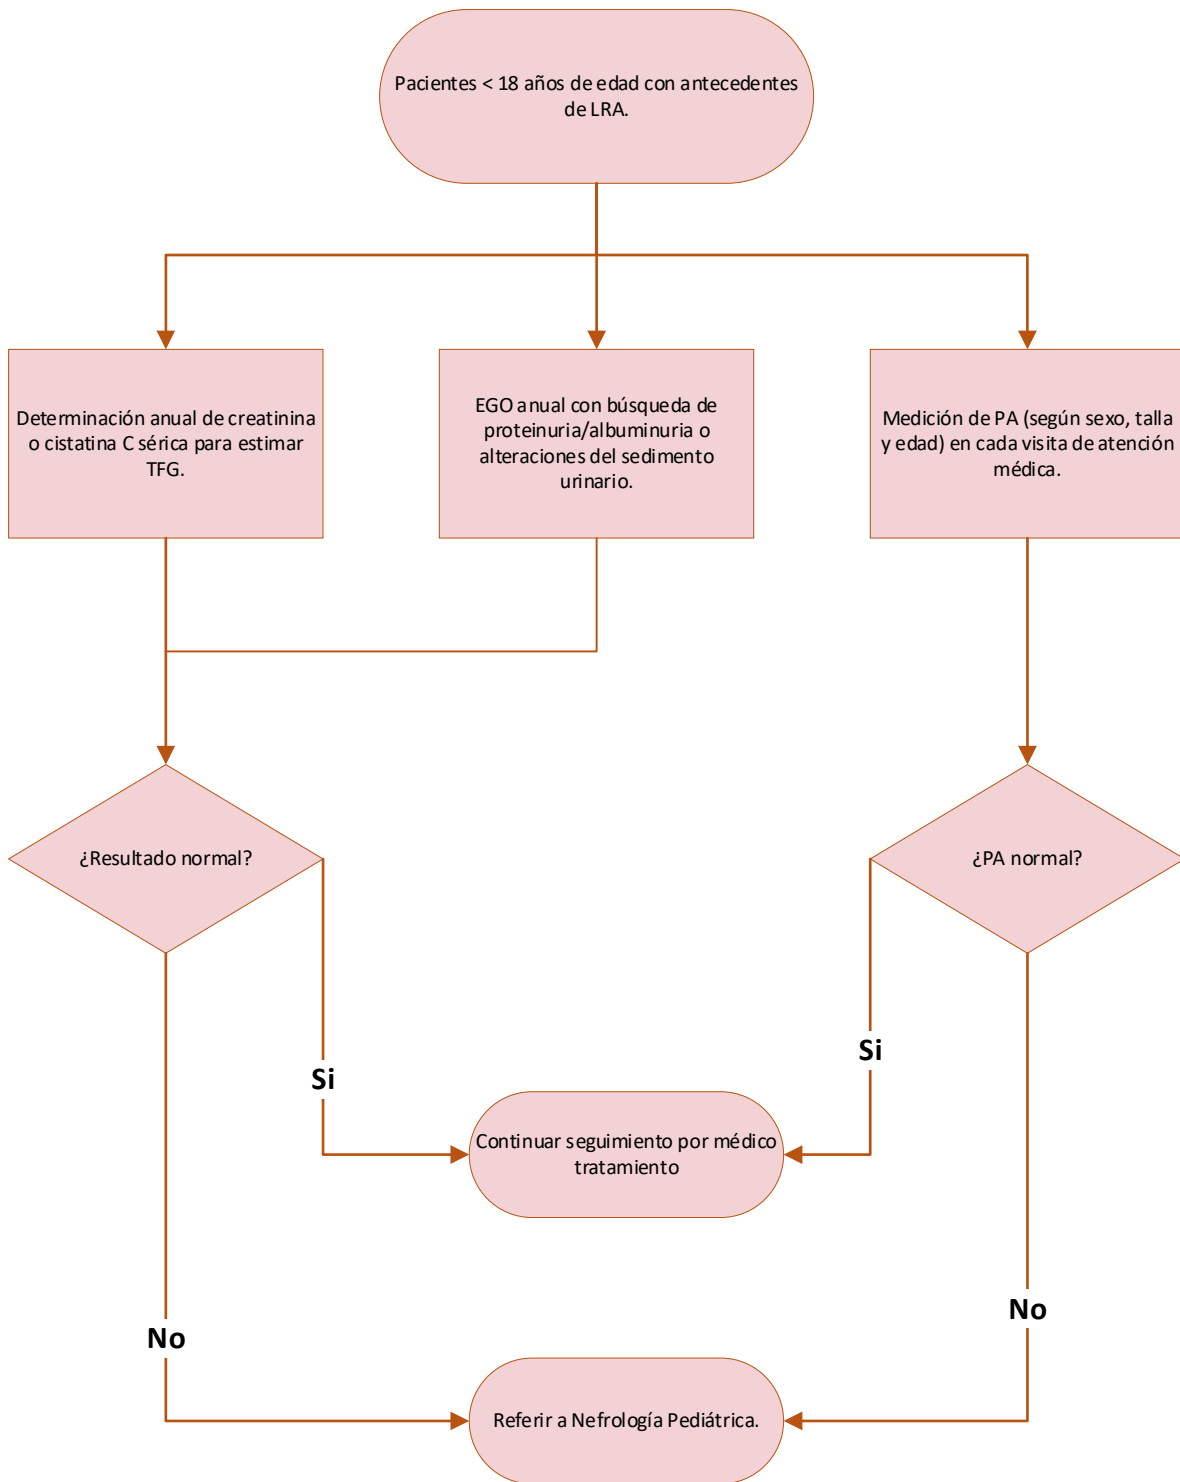 Pacientes < 18 años de edad con antecedentes
de LRA.
Determinación anual de creatinina
o cistatina C sérica para estimar
TFG.
EGO anual con búsqueda de
proteinuria/albuminuria o
alteraciones del sedimento
urinario.
Medición de PA (según sexo, talla
y edad) en cada visita de atención
médica.
¿Resultado normal?
¿PA normal?
Si
Si
Continuar seguimiento por médico
tratamiento
No
No
Referir a Nefrología Pediátrica.